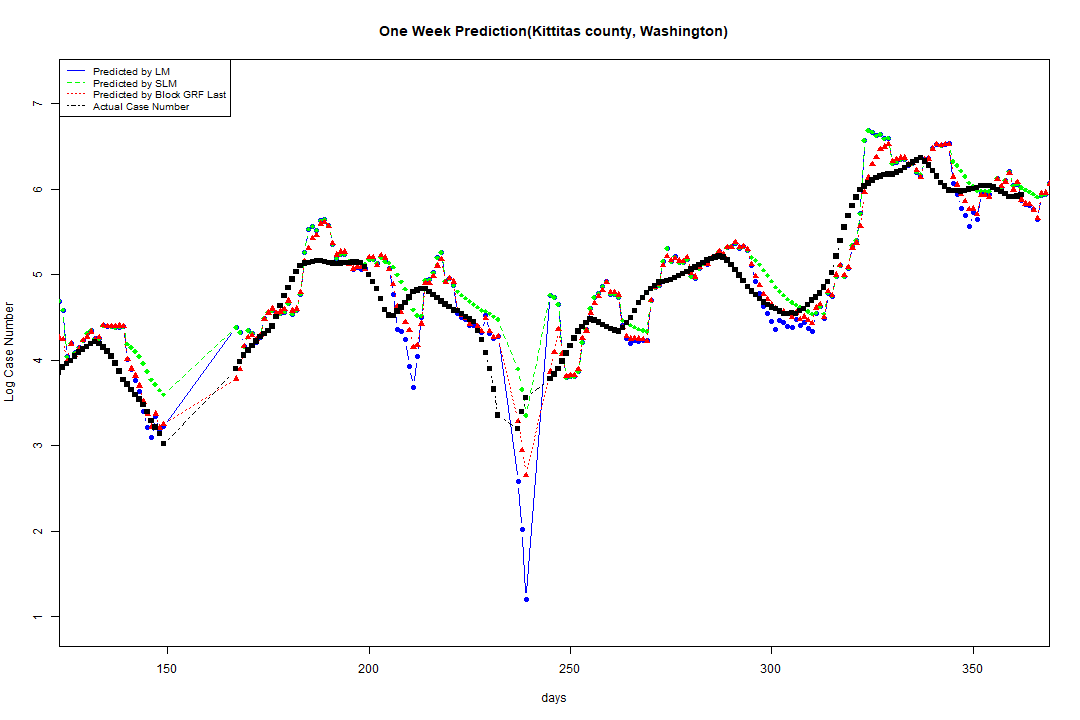 One Week Prediction(Kittitas county, Washington)
Predicted by LM
Predicted by SLM
Predicted by Block GRF Last
Actual Case Number
7
6
5
4
3
2
1
Log Case Number
150 200 250 300 350
days